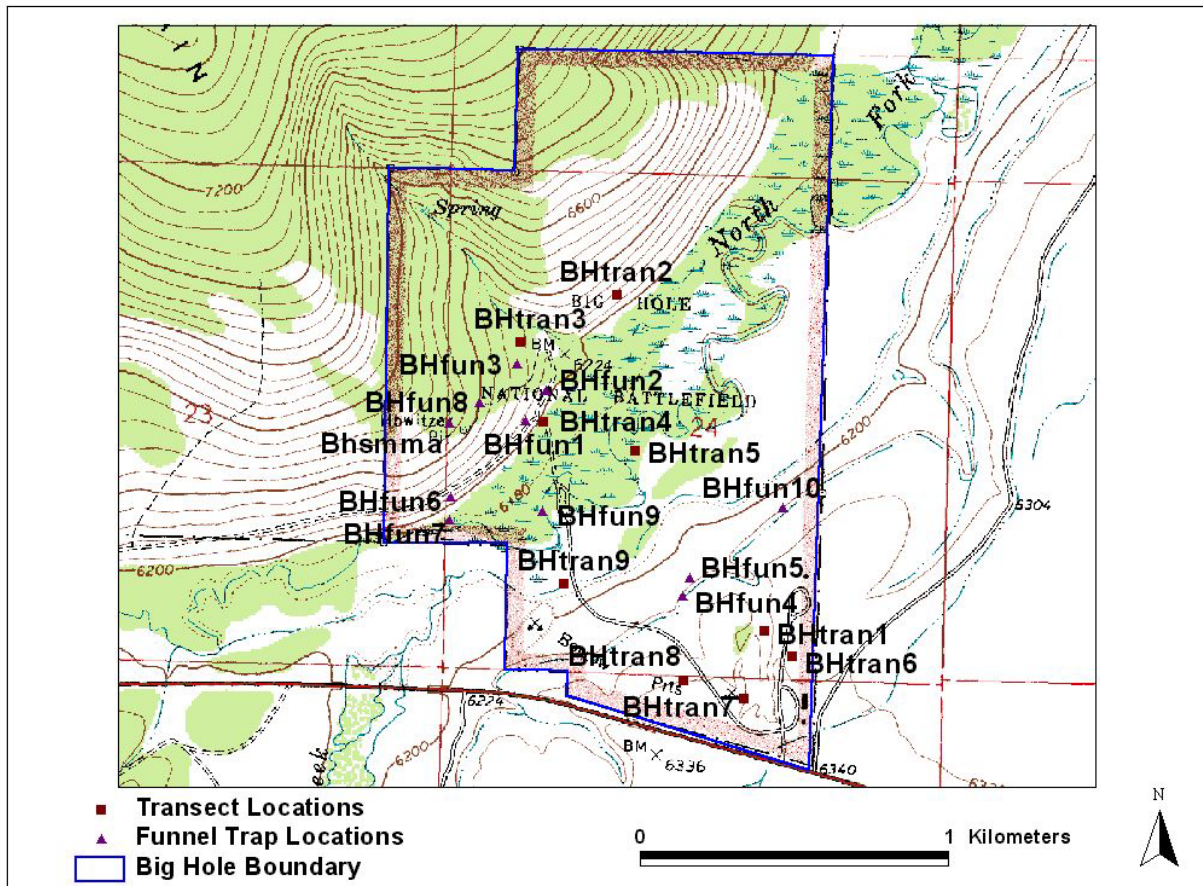 Fork
7200
Spring
6600
North
BHtran2
BIG HOLE
BHtran3
BM
6224
BHfun3
BHfun2
NATIONAL BATTLEFIELD
BHfun8
23
Howitzer
BHtran4
24
Bhsmma
BHfun1
BHtran5
6200
BHfun6
BHfun10
6180
6304
BHfun9
BHfun7
6200
BHtran9
BHfun5
BHfun4
BHtran1
BHtran8
BHtran6
Pits
BHtran7
6224
BM
6336
6340
eek
Transect Locations
Funnel Trap Locations
Big Hole Boundary
0 1 Kilometers
N